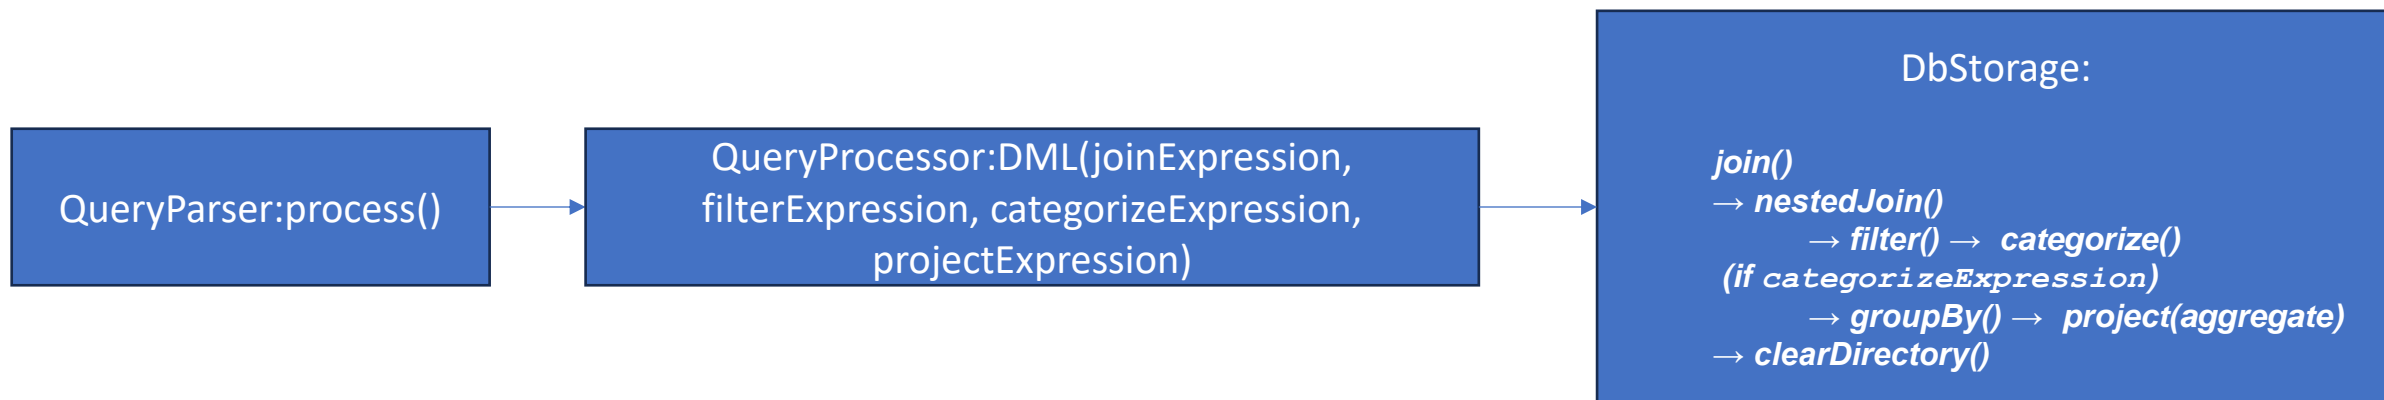 QueryParser:process()
QueryProcessor:DML(joinExpression,
filterExpression, categorizeExpression,
projectExpression)
DbStorage:
join()
→ nestedJoin()
→ filter() → categorize()
(if categorizeExpression)
→ groupBy() → project(aggregate)
→ clearDirectory()